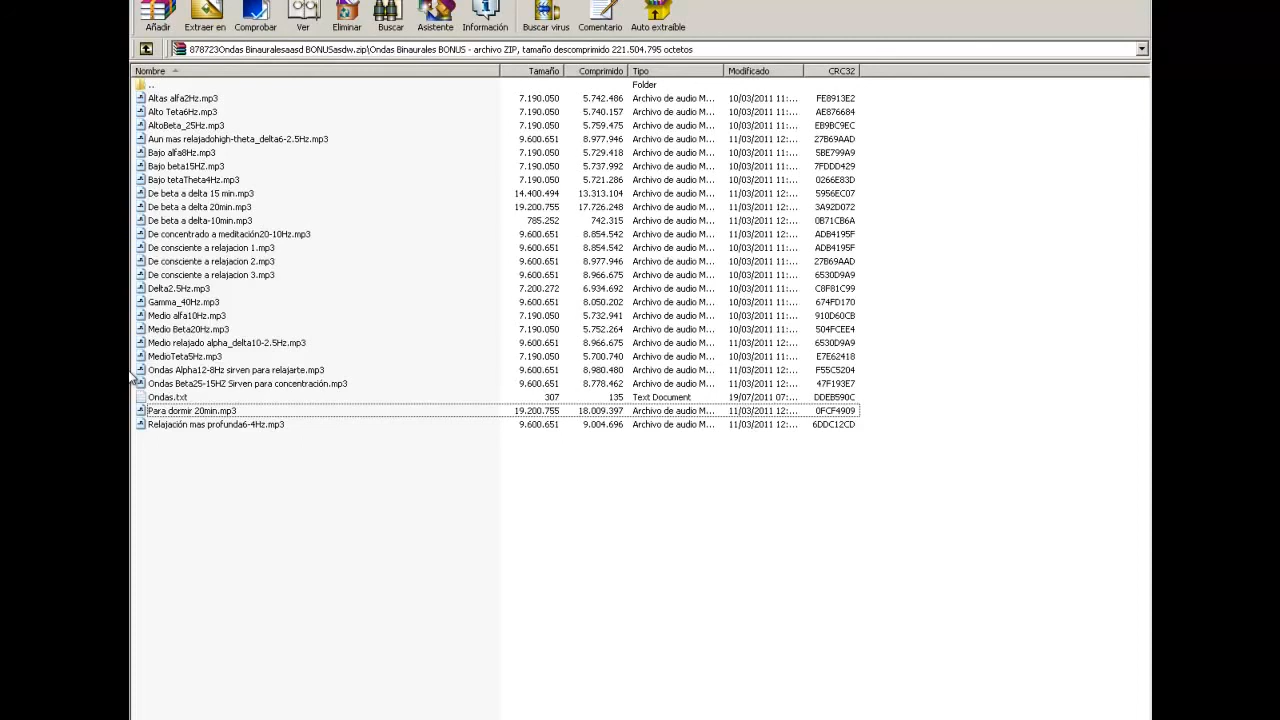 Añadir Extraer en Comprobar Ver Eliminar Buscar Asistente Información Buscar virus Comentario Auto extraíble
878723Ondas Binauralesaasd BONUSasdw.zip\Ondas Binaurales BONUS - archivo ZIP, tamaño descomprimido 221.504.795 octetos
Nombre Tamaño Comprimido Tipo Modificado CRC32
.. Folder
Altas alfa2Hz.mp3 7.190.050 5.742.486 Archivo de audio M... 10/03/2011 11:... FE8913E2
Alto Teta6Hz.mp3 7.190.050 5.740.157 Archivo de audio M... 10/03/2011 11:... AE876684
AltoBeta_25Hz.mp3 7.190.050 5.759.475 Archivo de audio M... 10/03/2011 11:... EB9BC9EC
Aun mas relajadohigh-theta_delta6-2.5Hz.mp3 9.600.651 8.977.946 Archivo de audio M... 11/03/2011 12:... 27B69AAD
Bajo alfa8Hz.mp3 7.190.050 5.729.418 Archivo de audio M... 10/03/2011 11:... 5BE799A9
Bajo beta15HZ.mp3 7.190.050 5.737.992 Archivo de audio M... 10/03/2011 11:... 7FDDD429
Bajo tetaTheta4Hz.mp3 7.190.050 5.721.286 Archivo de audio M... 10/03/2011 11:... 0266E83D
De beta a delta 15 min.mp3 14.400.494 13.313.104 Archivo de audio M... 11/03/2011 12:... 5956EC07
De beta a delta 20min.mp3 19.200.755 17.726.248 Archivo de audio M... 11/03/2011 12:... 3A92D072
De beta a delta-10min.mp3 785.252 742.315 Archivo de audio M... 11/03/2011 12:... 0B71CB6A
De concentrado a meditación20-10Hz.mp3 9.600.651 8.854.542 Archivo de audio M... 11/03/2011 12:... ADB4195F
De consciente a relajacion 1.mp3 9.600.651 8.854.542 Archivo de audio M... 10/03/2011 11:... ADB4195F
De consciente a relajacion 2.mp3 9.600.651 8.977.946 Archivo de audio M... 10/03/2011 11:... 27B69AAD
De consciente a relajacion 3.mp3 9.600.651 8.966.675 Archivo de audio M... 10/03/2011 11:... 6530D9A9
Delta2.5Hz.mp3 7.200.272 6.934.692 Archivo de audio M... 10/03/2011 11:... C8F81C99
Gamma_40Hz.mp3 9.600.651 8.050.202 Archivo de audio M... 10/03/2011 11:... 674FD170
Medio alfa10Hz.mp3 7.190.050 5.732.941 Archivo de audio M... 10/03/2011 11:... 910D60CB
Medio Beta20Hz.mp3 7.190.050 5.752.264 Archivo de audio M... 10/03/2011 11:... 504FCEE4
Medio relajado alpha_delta10-2.5Hz.mp3 9.600.651 8.966.675 Archivo de audio M... 11/03/2011 12:... 6530D9A9
MedioTeta5Hz.mp3 7.190.050 5.700.740 Archivo de audio M... 10/03/2011 11:... E7E62418
Ondas Alpha12-8Hz sirven para relajarte.mp3 9.600.651 8.980.480 Archivo de audio M... 11/03/2011 12:... F55C5204
Ondas Beta25-15HZ Sirven para concentración.mp3 9.600.651 8.778.462 Archivo de audio M... 11/03/2011 12:... 47F193E7
Ondas.txt 307 135 Text Document 19/07/2011 07:... DDEB590C
Para dormir 20min.mp3 19.200.755 18.009.397 Archivo de audio M... 11/03/2011 12:... 0FCF4909
Relajación mas profunda6-4Hz.mp3 9.600.651 9.004.696 Archivo de audio M... 11/03/2011 12:... 6DDC12CD